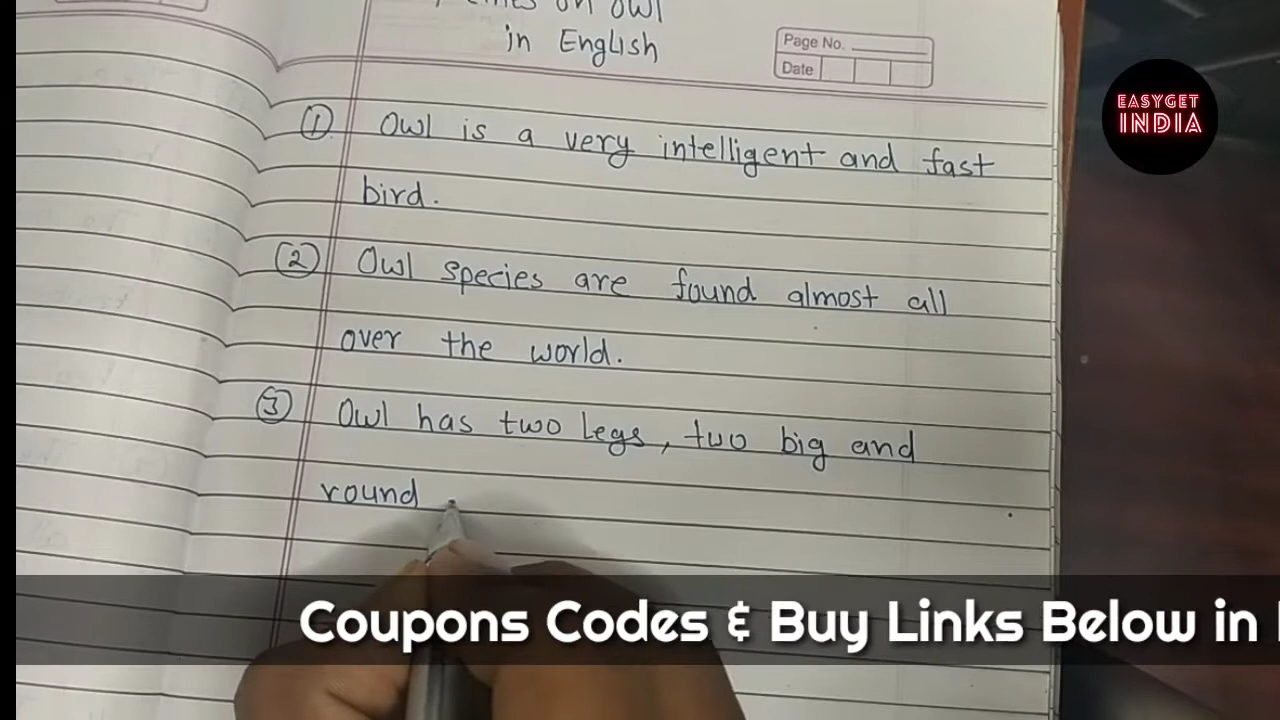 on owl
in English
Page No.
Date
EASYGET
INDIA
① Owl is a very intelligent and fast
bird.
② Owl species are found almost all
over the world.
③ Owl has two legs, two big and
round
Coupons Codes & Buy Links Below in